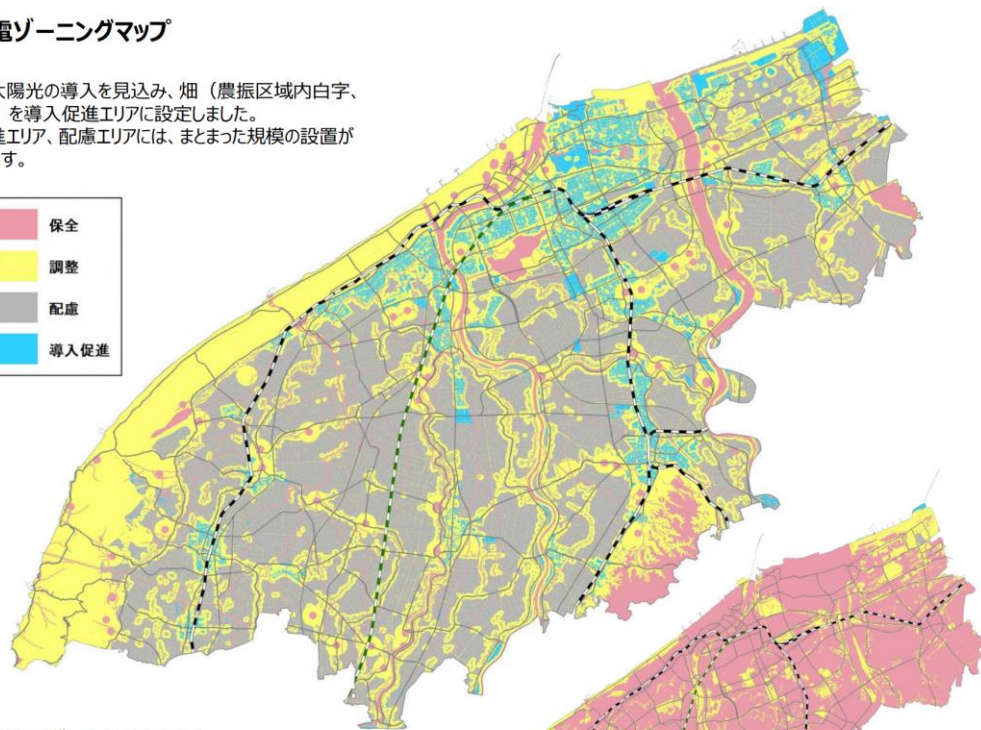 電ゾーニングマップ
太陽光の導入を見込み、畑（農振区域内白字、
）を導入促進エリアに設定しました。
進エリア、配慮エリアには、まとまった規模の設置が
す。
保全
調整
配慮
導入促進